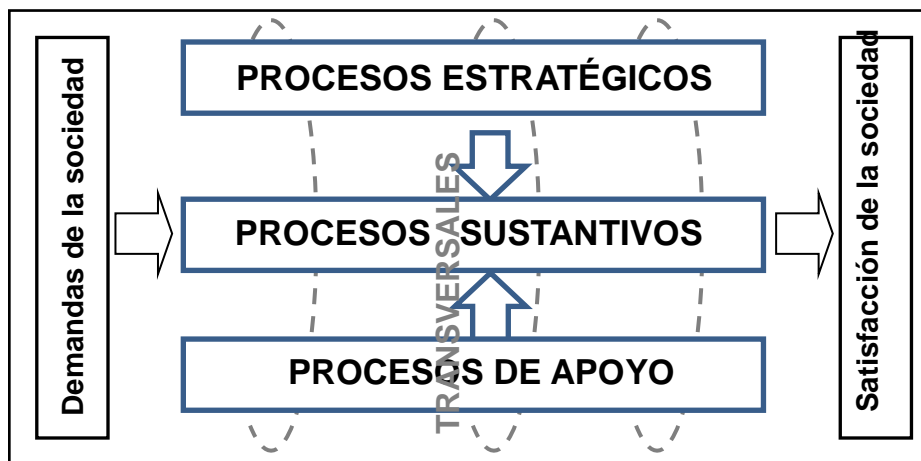 Demandas de la sociedad
PROCESOS ESTRATÉGICOS
TRANSVERSALES
PROCESOS SUSTANTIVOS
PROCESOS DE APOYO
Satisfacción de la sociedad